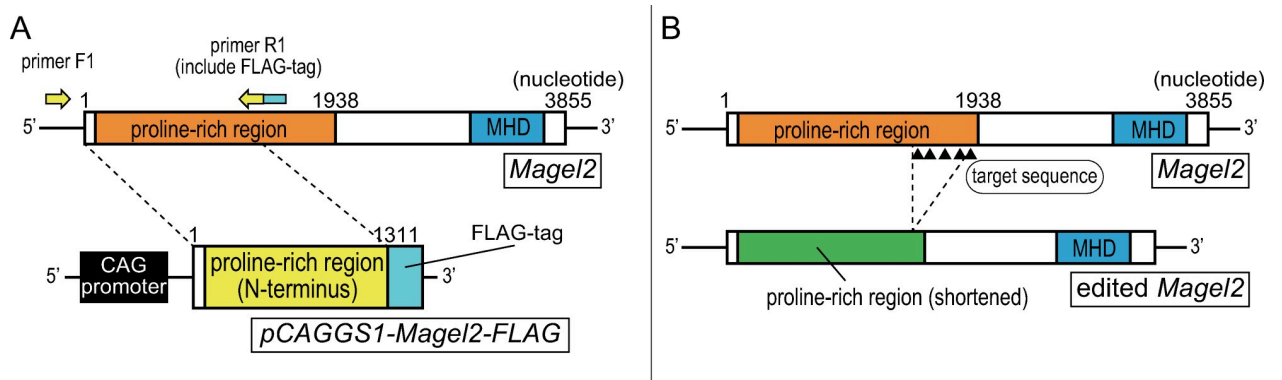 A
primer F1
primer R1
(include FLAG-tag)
(nucleotide)
1
1938
3855
5’
proline-rich region
MHD
3’
Magel2
1
1311
FLAG-tag
5’
CAG
promoter
proline-rich region
(N-terminus)
3’
pCAGGS1-Magel2-FLAG
B
(nucleotide)
1
1938
3855
5’
proline-rich region
MHD
3’
target sequence
Magel2
5’
MHD
3’
proline-rich region (shortened)
edited Magel2